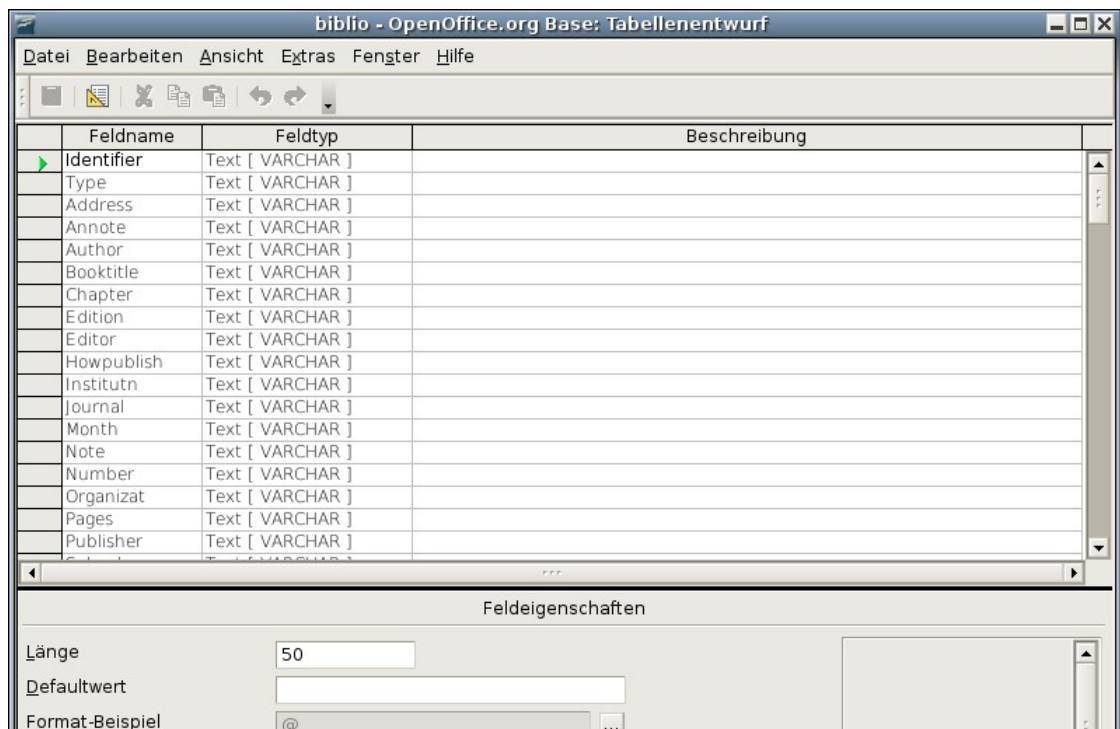 biblio - OpenOffice.org Base: Tabellenentwurf
Datei Bearbeiten Ansicht Extras Fenster Hilfe
Feldname Feldtyp Beschreibung
Identifier Text [ VARCHAR ]
Type Text [ VARCHAR ]
Address Text [ VARCHAR ]
Annote Text [ VARCHAR ]
Author Text [ VARCHAR ]
Booktitle Text [ VARCHAR ]
Chapter Text [ VARCHAR ]
Edition Text [ VARCHAR ]
Editor Text [ VARCHAR ]
Howpublish Text [ VARCHAR ]
Institutn Text [ VARCHAR ]
Journal Text [ VARCHAR ]
Month Text [ VARCHAR ]
Note Text [ VARCHAR ]
Number Text [ VARCHAR ]
Organizat Text [ VARCHAR ]
Pages Text [ VARCHAR ]
Publisher Text [ VARCHAR ]
Feldeigenschaften
Länge 50
Defaultwert
Format-Beispiel @ ...